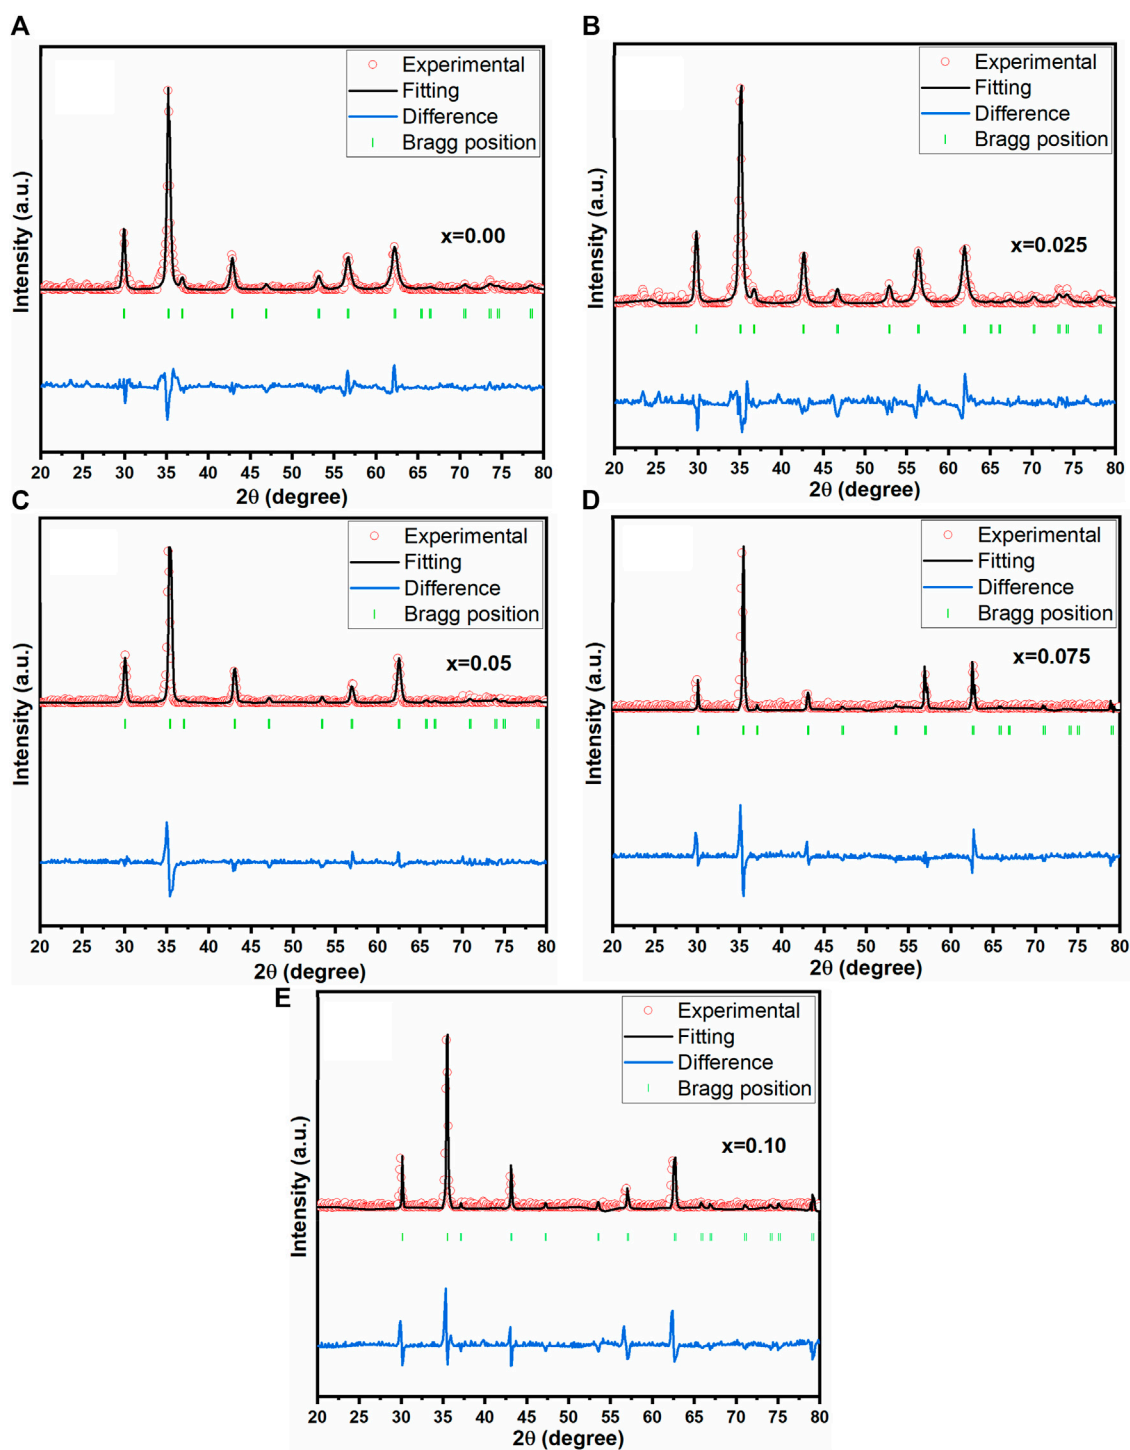 A
Experimental
Fitting
Difference
Bragg position
x=0.00
Intensity (a.u.)
20 25 30 35 40 45 50 55 60 65 70 75 80
2θ (degree)
B
Experimental
Fitting
Difference
Bragg position
x=0.025
Intensity (a.u.)
20 25 30 35 40 45 50 55 60 65 70 75 80
2θ (degree)
C
Experimental
Fitting
Difference
Bragg position
x=0.05
Intensity (a.u.)
20 25 30 35 40 45 50 55 60 65 70 75 80
2θ (degree)
D
Experimental
Fitting
Difference
Bragg position
x=0.075
Intensity (a.u.)
20 25 30 35 40 45 50 55 60 65 70 75 80
2θ (degree)
E
Experimental
Fitting
Difference
Bragg position
x=0.10
Intensity (a.u.)
20 25 30 35 40 45 50 55 60 65 70 75 80
2θ (degree)